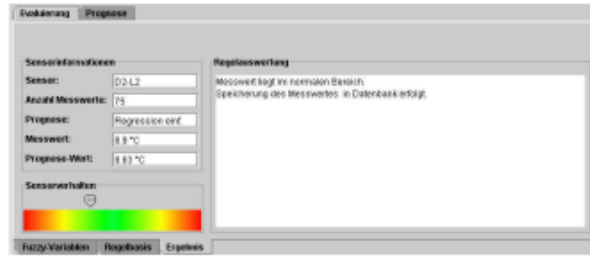 Evaluierung Prognose
Sensorinformationen
Sensor: D2-L2
Anzahl Messwerte: 75
Prognose: Regression einf.
Messwert: 8.9 °C
Prognose-Wert: 8.83 °C
Sensorverhalten
Regelauswertung
Messwert liegt im normalen Bereich.
Speicherung des Messwertes in Datenbank erfolgt.
Fuzzy-Variablen Regelbasis Ergebnis